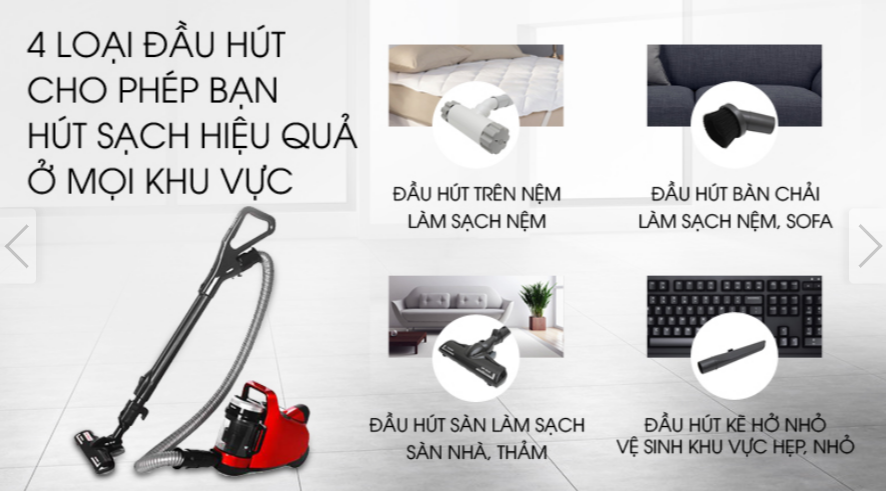 4 LOẠI ĐẦU HÚT
CHO PHÉP BẠN
HÚT SẠCH HIỆU QUẢ
Ở MỌI KHU VỰC
ĐẦU HÚT TRÊN NỆM
LÀM SẠCH NỆM
ĐẦU HÚT BÀN CHẢI
LÀM SẠCH NỆM, SOFA
ĐẦU HÚT SÀN LÀM SẠCH
SÀN NHÀ, THẢM
ĐẦU HÚT KẼ HỞ NHỎ
VỆ SINH KHU VỰC HẸP, NHỎ